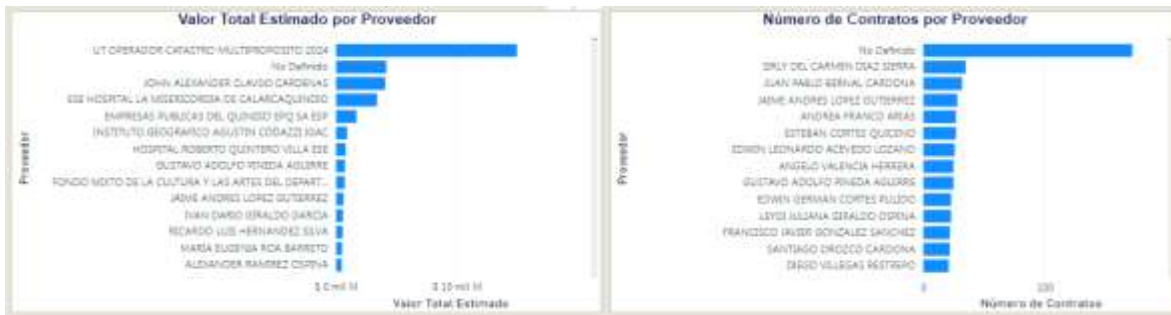 Valor Total Estimado por Proveedor
UT OPERADOR CATASTRO MULTIPROPOSITO 2024
No Definido
JOHN ALEXANDER CLAVIJO CARDENAS
ESE HOSPITAL LA MISERICORDIA DE CALARCAQUINDIO
EMPRESAS PUBLICAS DEL QUINDIO EPQ SA ESP
INSTITUTO GEOGRAFICO AGUSTIN CODAZZI IGAC
HOSPITAL ROBERTO QUINTERO VILLA ESE
GUSTAVO ADOLFO PINEDA AGUIRRE
FONDO MIXTO DE LA CULTURA Y LAS ARTES DEL DEPART...
JAIME ANDRES LOPEZ GUTIERREZ
IVAN DARIO GIRALDO GARCIA
RICARDO LUIS HERNANDEZ SILVA
MARIA EUGENIA ROA BARRETO
ALEXANDER RAMIREZ OSPINA
Proveedor
$ 0 mil M
$ 10 mil M
Valor Total Estimado
Número de Contratos por Proveedor
No Definido
SIRLY DEL CARMEN DIAZ SIERRA
JUAN PABLO BERNAL CARDONA
JAIME ANDRES LOPEZ GUTIERREZ
ANDREA FRANCO ARIAS
ESTEBAN CORTES QUICENO
EDWIN LEONARDO ACEVEDO LOZANO
ANGELO VALENCIA HERRERA
GUSTAVO ADOLFO PINEDA AGUIRRE
EDWIN GERMAN CORTES PULIDO
LEYDI JULIANA GIRALDO OSPINA
FRANCISCO JAVIER GONZALEZ SANCHEZ
SANTIAGO OROZCO CARDONA
DIEGO VILLEGAS RESTREPO
Proveedor
0
100
Número de Contratos